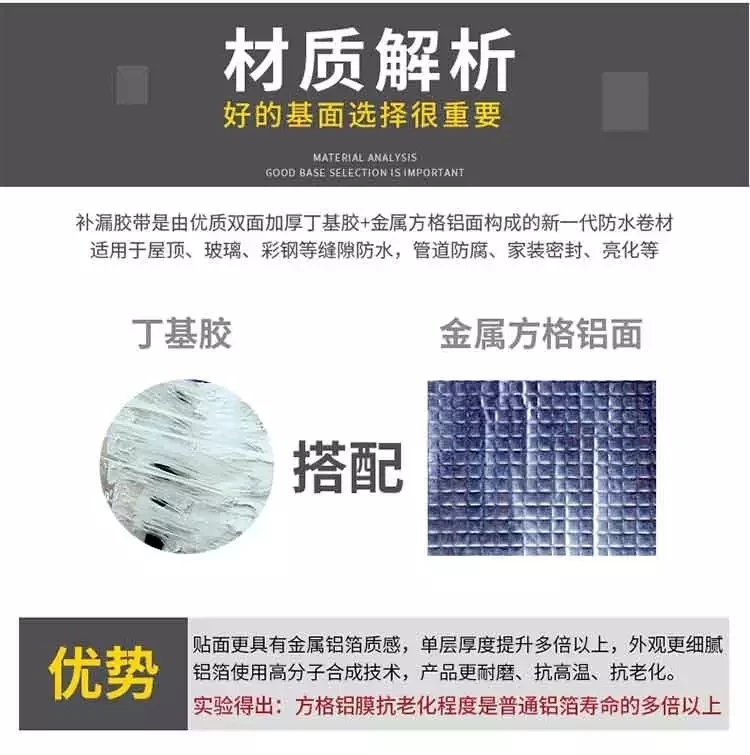 材质解析
好的基面选择很重要
MATERIAL ANALYSIS
GOOD BASE SELECTION IS IMPORTANT
补漏胶带是由优质双面加厚丁基胶+金属方格铝面构成的新一代防水卷材
适用于屋顶、玻璃、彩钢等缝隙防水，管道防腐、家装密封、亮化等
丁基胶
金属方格铝面
搭配
优势
贴面更具有金属铝箔质感，单层厚度提升多倍以上，外观更细腻
铝箔使用高分子合成技术，产品更耐磨、抗高温、抗老化。
实验得出：方格铝膜抗老化程度是普通铝箔寿命的多倍以上